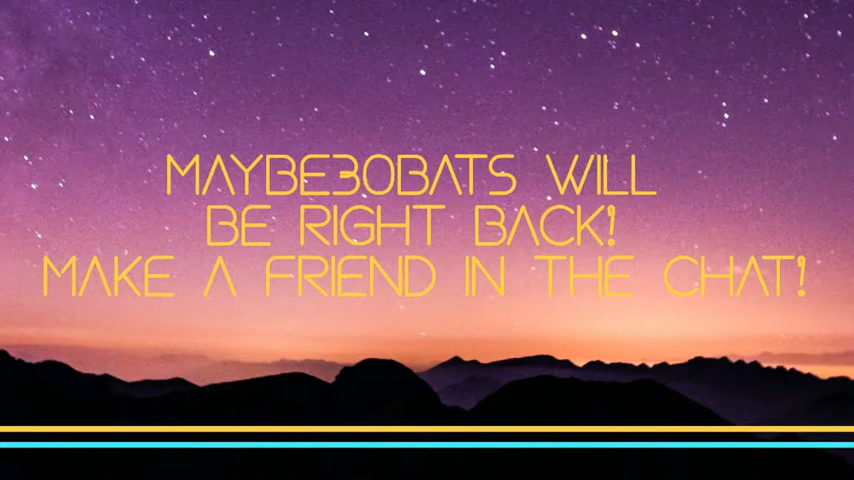 MAYBE30BATS WILL
BE RIGHT BACK!
MAKE A FRIEND IN THE CHAT!